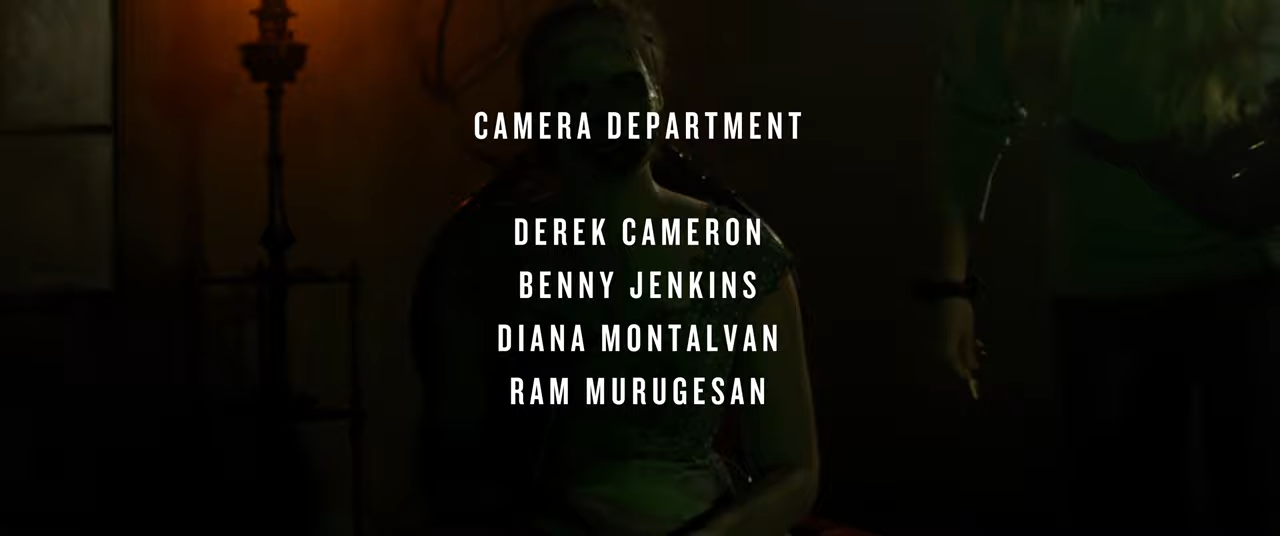 CAMERA DEPARTMENT
DEREK CAMERON
BENNY JENKINS
DIANA MONTALVAN
RAM MURUGESAN